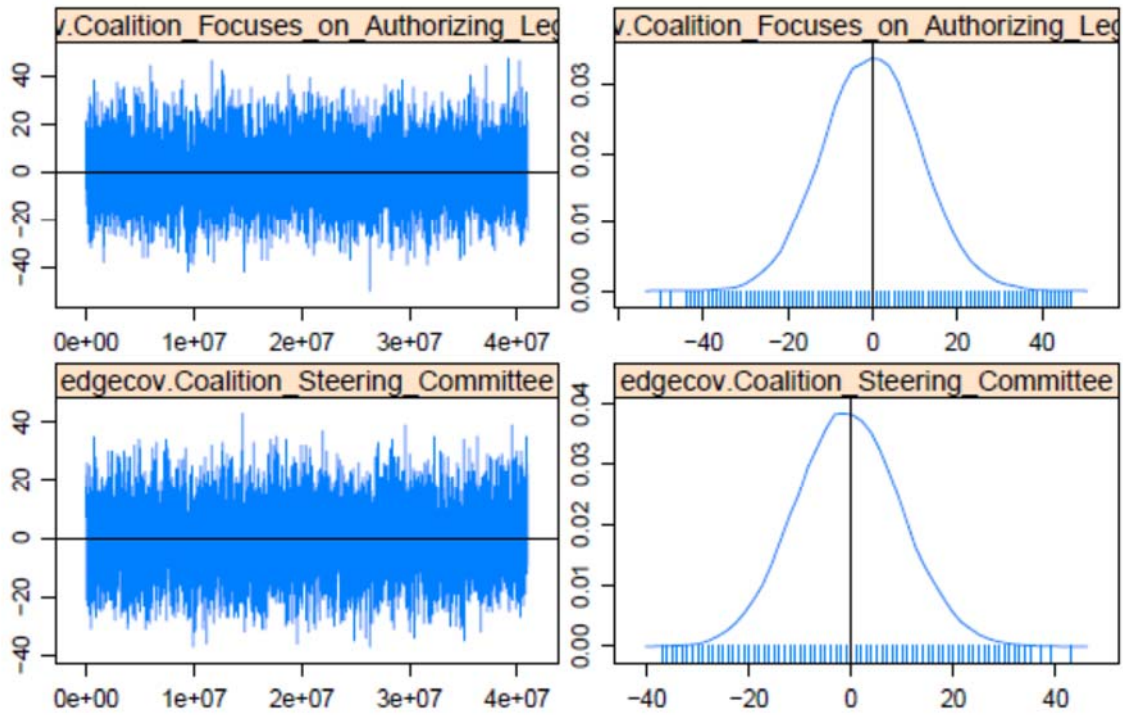 v.Coalition_Focuses_on_Authorizing_Leg
v.Coalition_Focuses_on_Authorizing_Leg
40
20
0
−20
−40
0e+00 1e+07 2e+07 3e+07 4e+07
0.03
0.02
0.01
0.00
−40 −20 0 20 40
edgecov.Coalition_Steering_Committee
edgecov.Coalition_Steering_Committee
40
20
0
−20
−40
0e+00 1e+07 2e+07 3e+07 4e+07
0.04
0.03
0.02
0.01
0.00
−40 −20 0 20 40